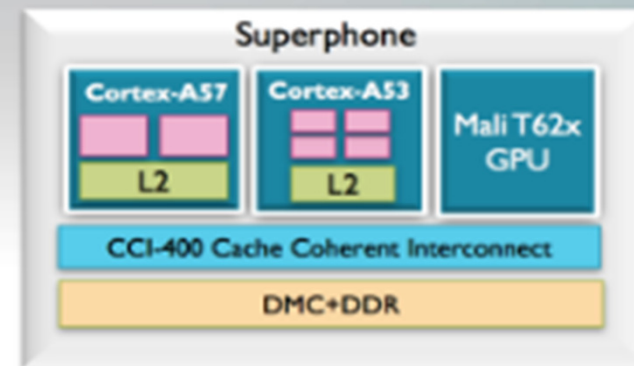 Superphone
Cortex-A57
Cortex-A53
Mali T62x
GPU
L2
L2
CCI-400 Cache Coherent Interconnect
DMC+DDR